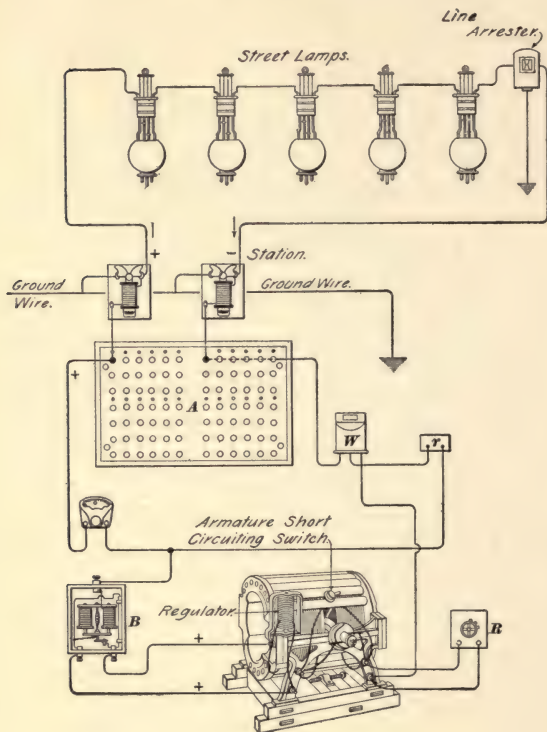 Line
Arrester.
Street Lamps.
+
−
Station.
Ground
Wire.
Ground Wire.
+
A
W
r
Armature Short
Circuiting Switch.
Regulator
B
+
R
+